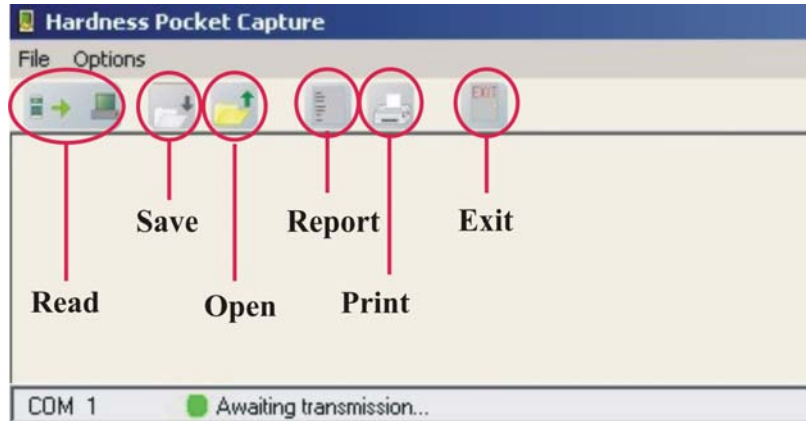 Hardness Pocket Capture
File Options
EXIT
Save Report Exit
Read Open Print
COM 1 Awaiting transmission...